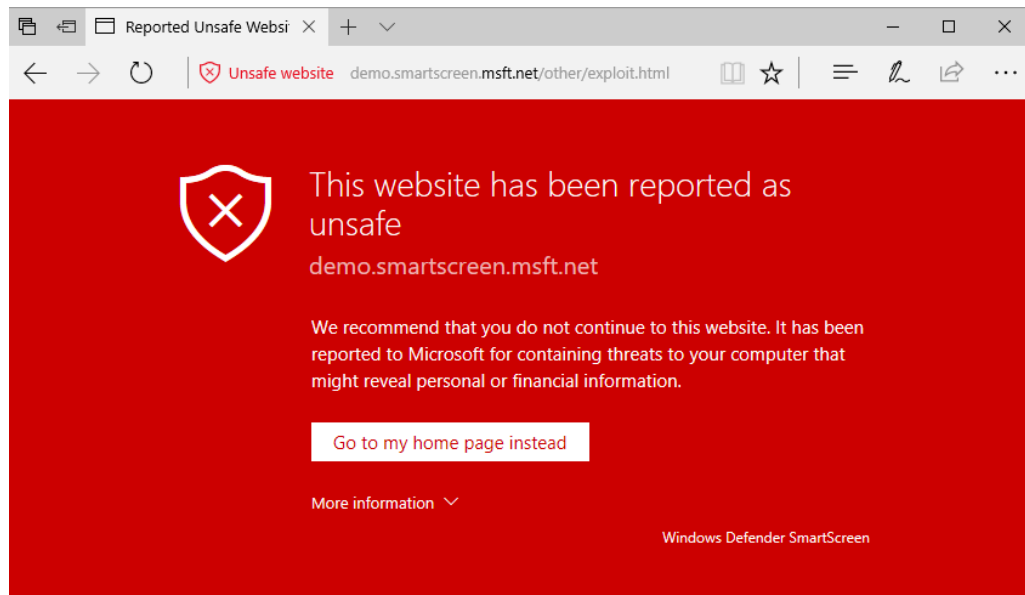 Reported Unsafe Websi
Unsafe website demo.smartscreen.msft.net/other/exploit.html
This website has been reported as
unsafe
demo.smartscreen.msft.net
We recommend that you do not continue to this website. It has been
reported to Microsoft for containing threats to your computer that
might reveal personal or financial information.
Go to my home page instead
More information
Windows Defender SmartScreen